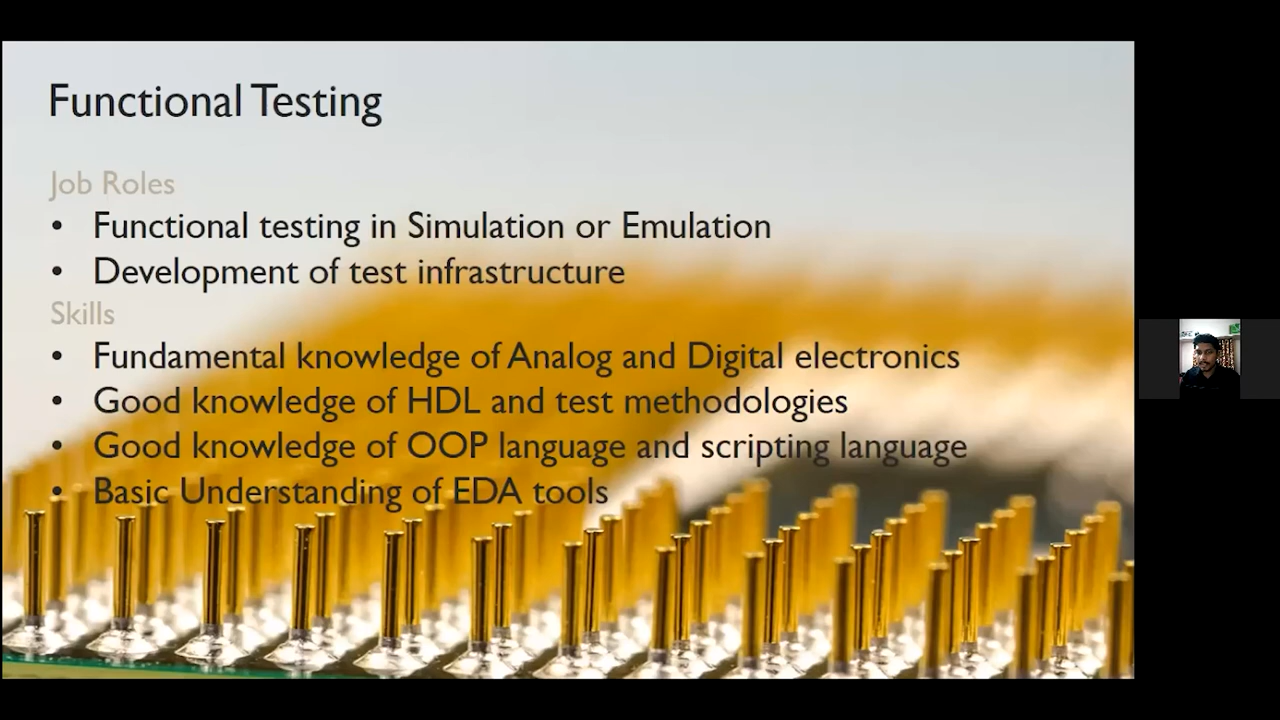 Functional Testing
Job Roles
• Functional testing in Simulation or Emulation
• Development of test infrastructure
Skills
• Fundamental knowledge of Analog and Digital electronics
• Good knowledge of HDL and test methodologies
• Good knowledge of OOP language and scripting language
• Basic Understanding of EDA tools